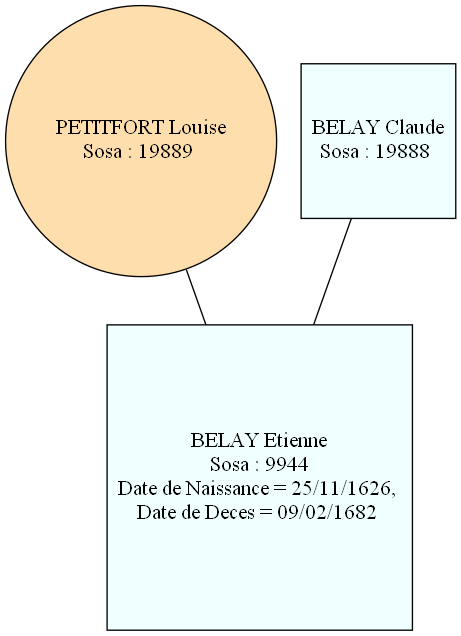 PETITFORT Louise
Sosa : 19889
BELAY Claude
Sosa : 19888
BELAY Etienne
Sosa : 9944
Date de Naissance = 25/11/1626,
Date de Deces = 09/02/1682